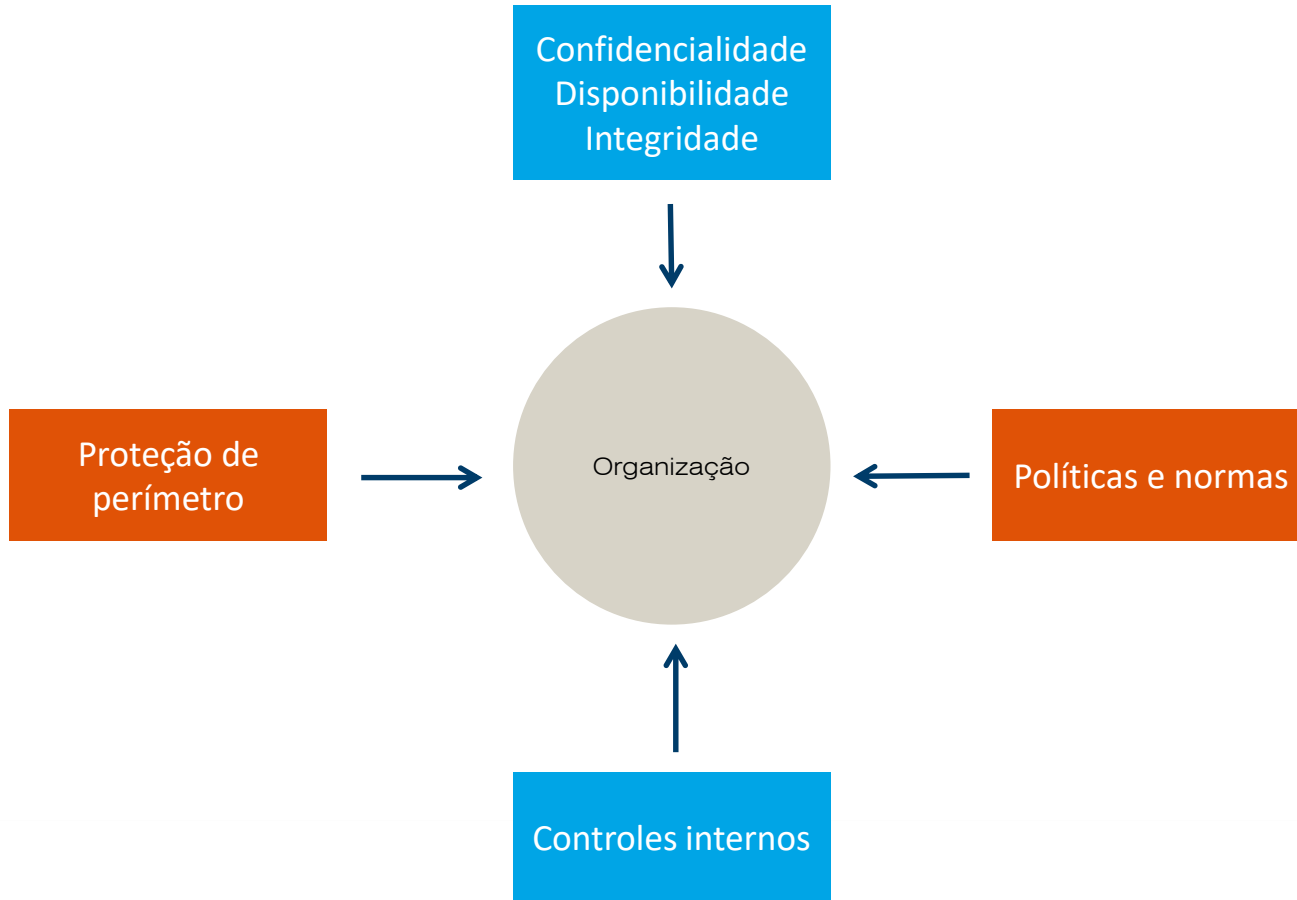 Confidencialidade
Disponibilidade
Integridade
Proteção de
perímetro
Organização
Políticas e normas
Controles internos